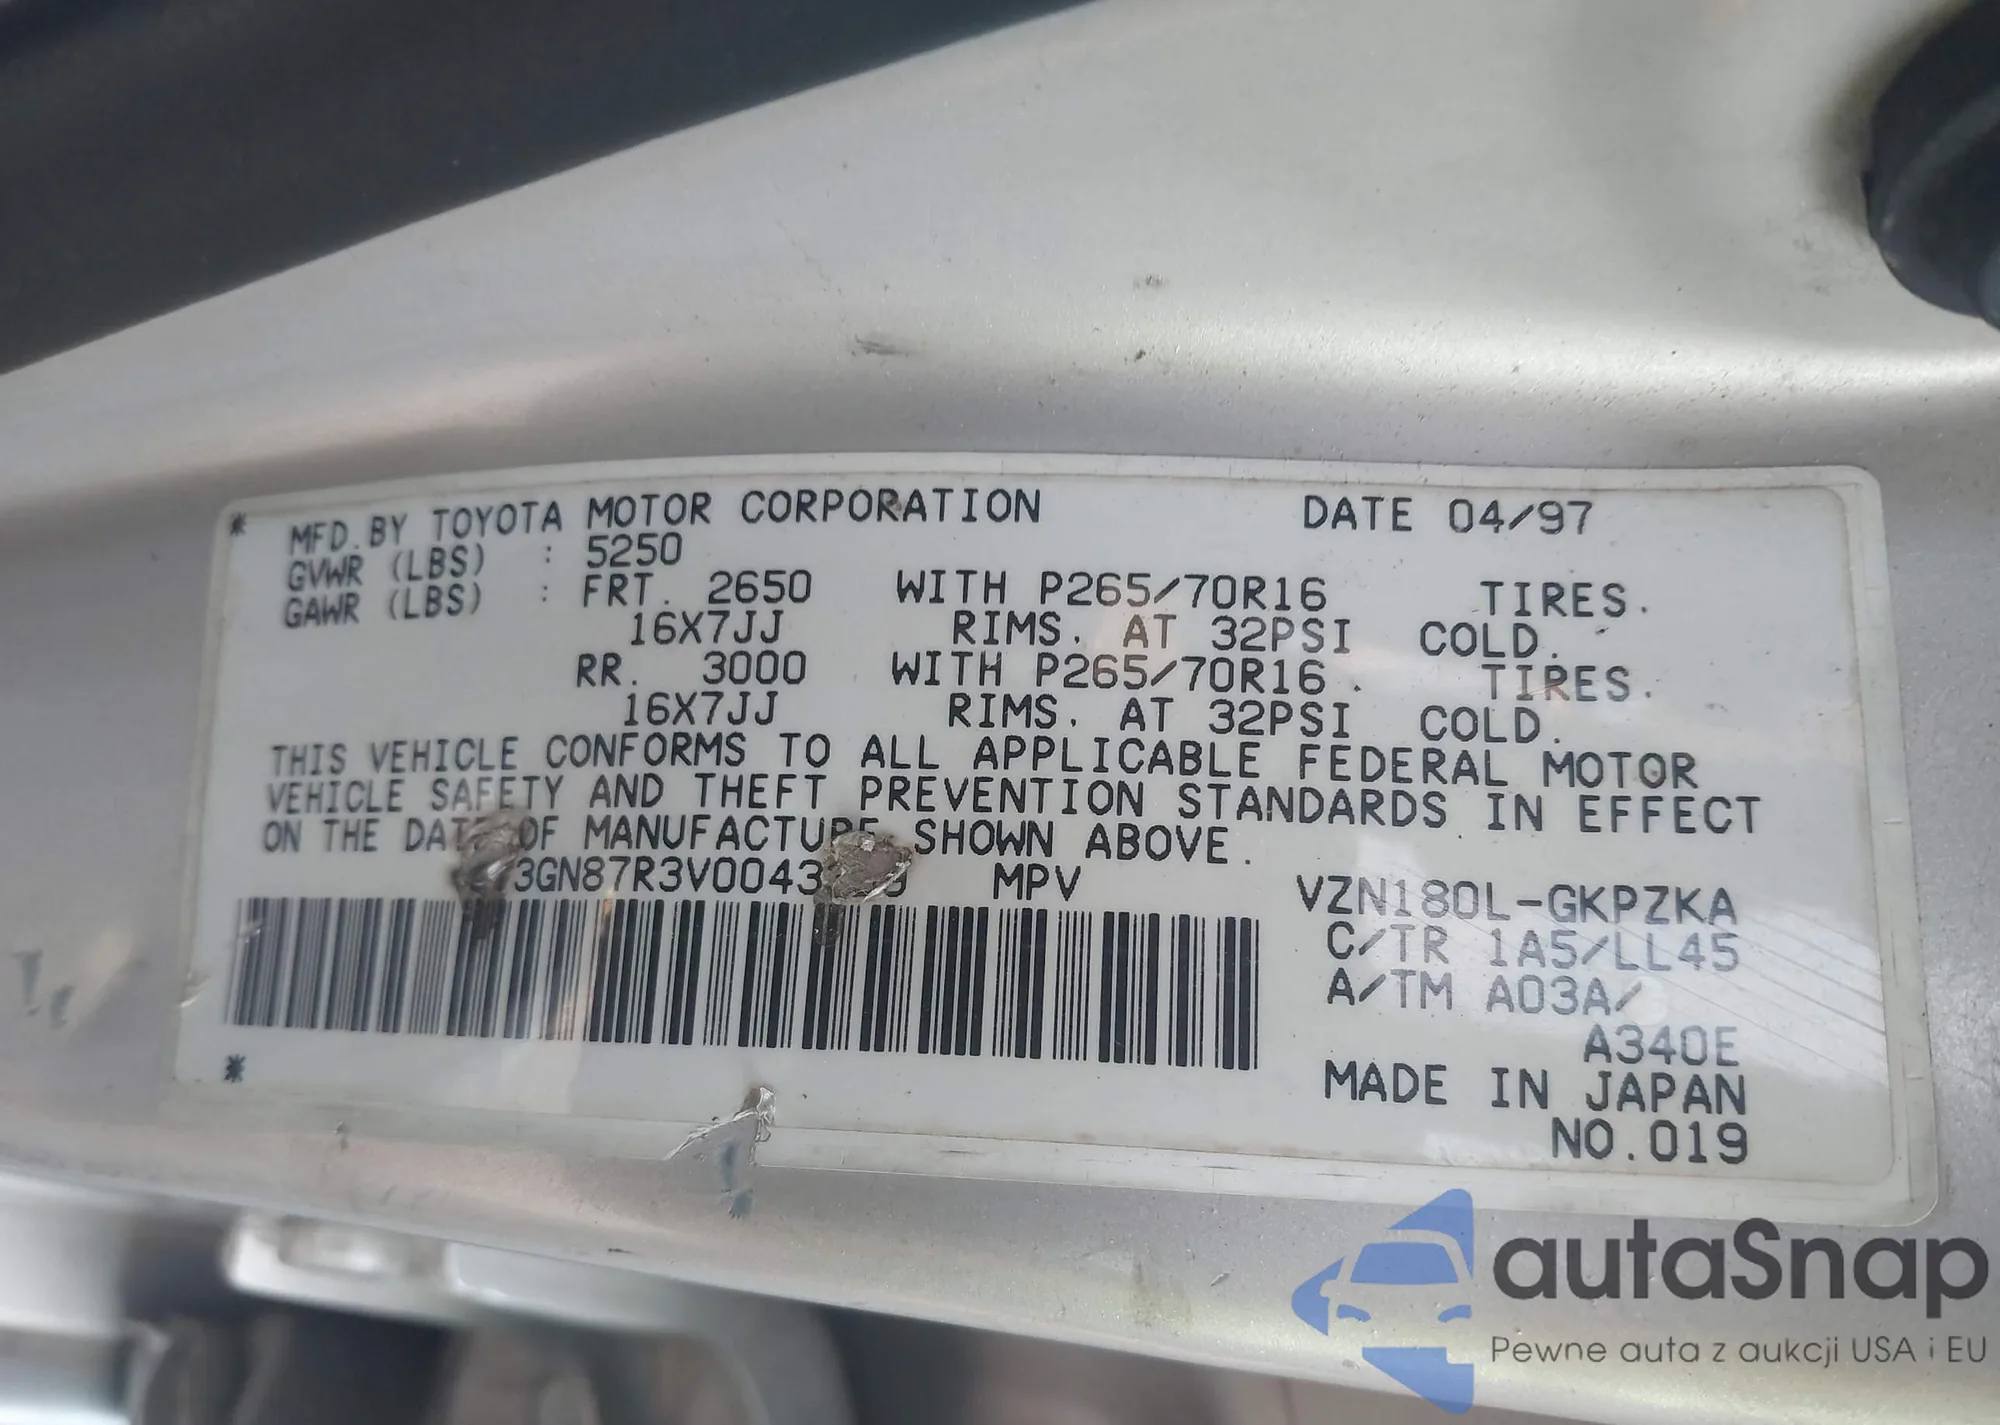 * MFD. BY TOYOTA MOTOR CORPORATION DATE 04/97
GVWR (LBS) : 5250
GAWR (LBS) : FRT. 2650 WITH P265/70R16 TIRES.
16X7JJ RIMS. AT 32PSI COLD.
RR. 3000 WITH P265/70R16. TIRES.
16X7JJ RIMS. AT 32PSI COLD.
THIS VEHICLE CONFORMS TO ALL APPLICABLE FEDERAL MOTOR
VEHICLE SAFETY AND THEFT PREVENTION STANDARDS IN EFFECT
ON THE DATE OF MANUFACTURE SHOWN ABOVE.
MPV VZN180L-GKPZKA
C/TR 1A5/LL45
A/TM A03A/
A340E
* MADE IN JAPAN
NO.019
autaSnap
Pewne auta z aukcji USA i EU